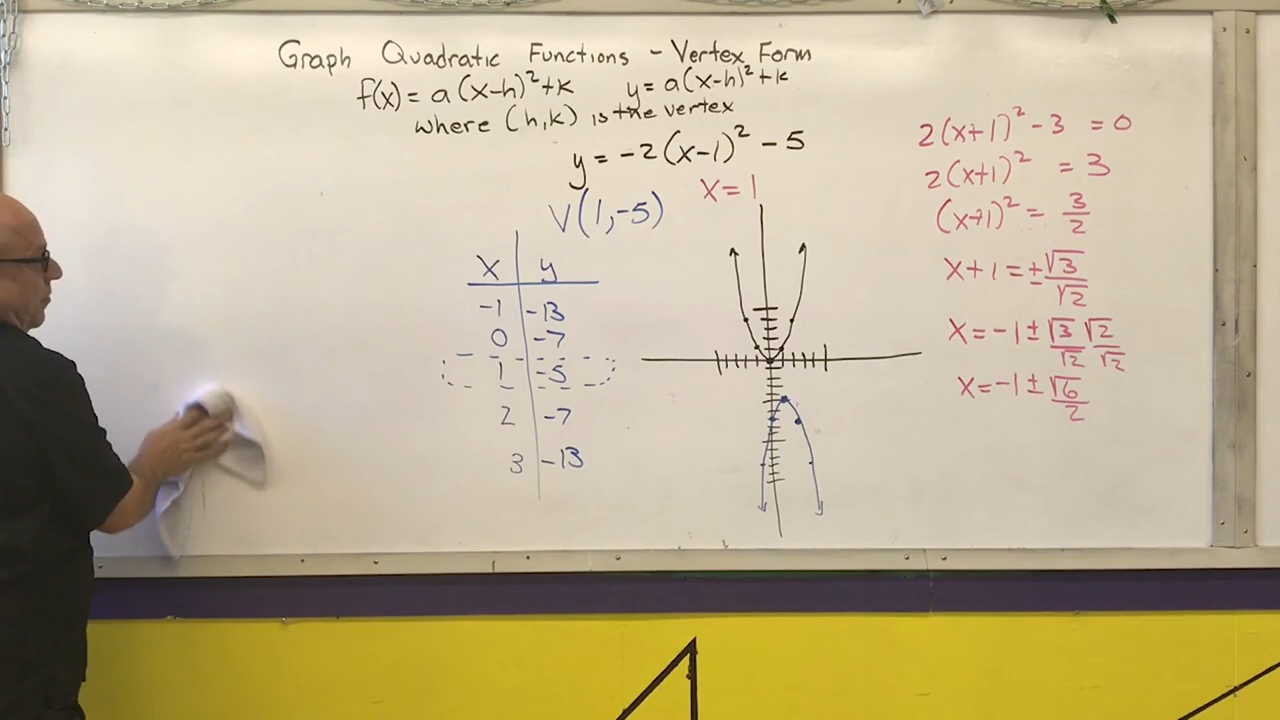 Graph Quadratic Functions - Vertex Form
f(x) = a(x-h)²+k y = a(x-h)²+k
where (h,k) is the vertex
y = -2(x-1)² - 5
V(1,-5) x = 1
x y
-1 -13
0 -7
1 -5
2 -7
3 -13
2(x+1)² - 3 = 0
2(x+1)² = 3
(x+1)² = 3/2
x + 1 = ± √3/√2
x = -1 ± √3/√2 √2/√2
x = -1 ± √6/2